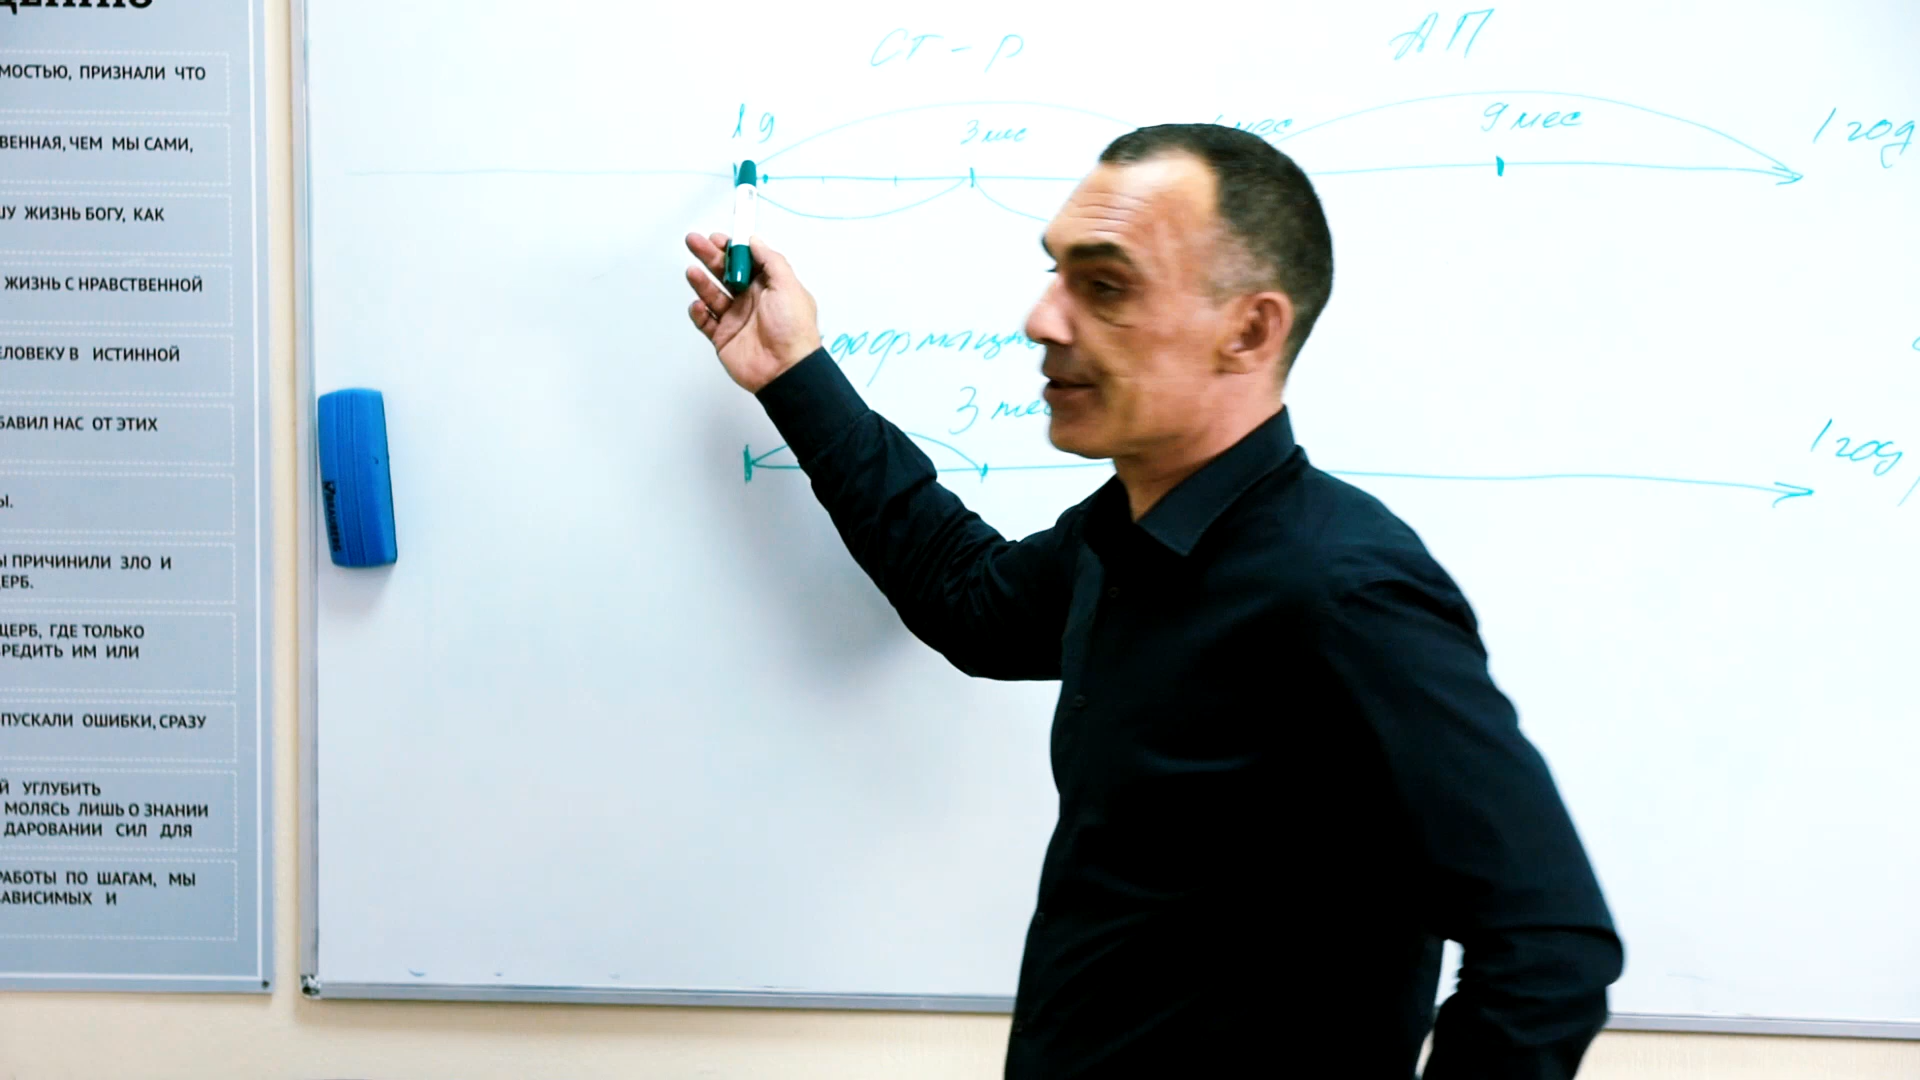 МОСТЬЮ, ПРИЗНАЛИ ЧТО
ВЕННАЯ, ЧЕМ МЫ САМИ,
ЖИЗНЬ БОГУ, КАК
ЖИЗНЬ С НРАВСТВЕННОЙ
ЕЛОВЕКУ В ИСТИННОЙ
БАВИЛ НАС ОТ ЭТИХ
Ы.
Ы ПРИЧИНИЛИ ЗЛО И
ЕРБ.
ЩЕРБ, ГДЕ ТОЛЬКО
РЕДИТЬ ИМ ИЛИ
ПУСКАЛИ ОШИБКИ, СРАЗУ
Й УГЛУБИТЬ
МОЛЯСЬ ЛИШЬ О ЗНАНИИ
ДАРОВАНИИ СИЛ ДЛЯ
РАБОТЫ ПО ШАГАМ, МЫ
АВИСИМЫХ И
Ст-р АП
1 д 3 мес мес 9 мес 1 год
3 мес
1 год